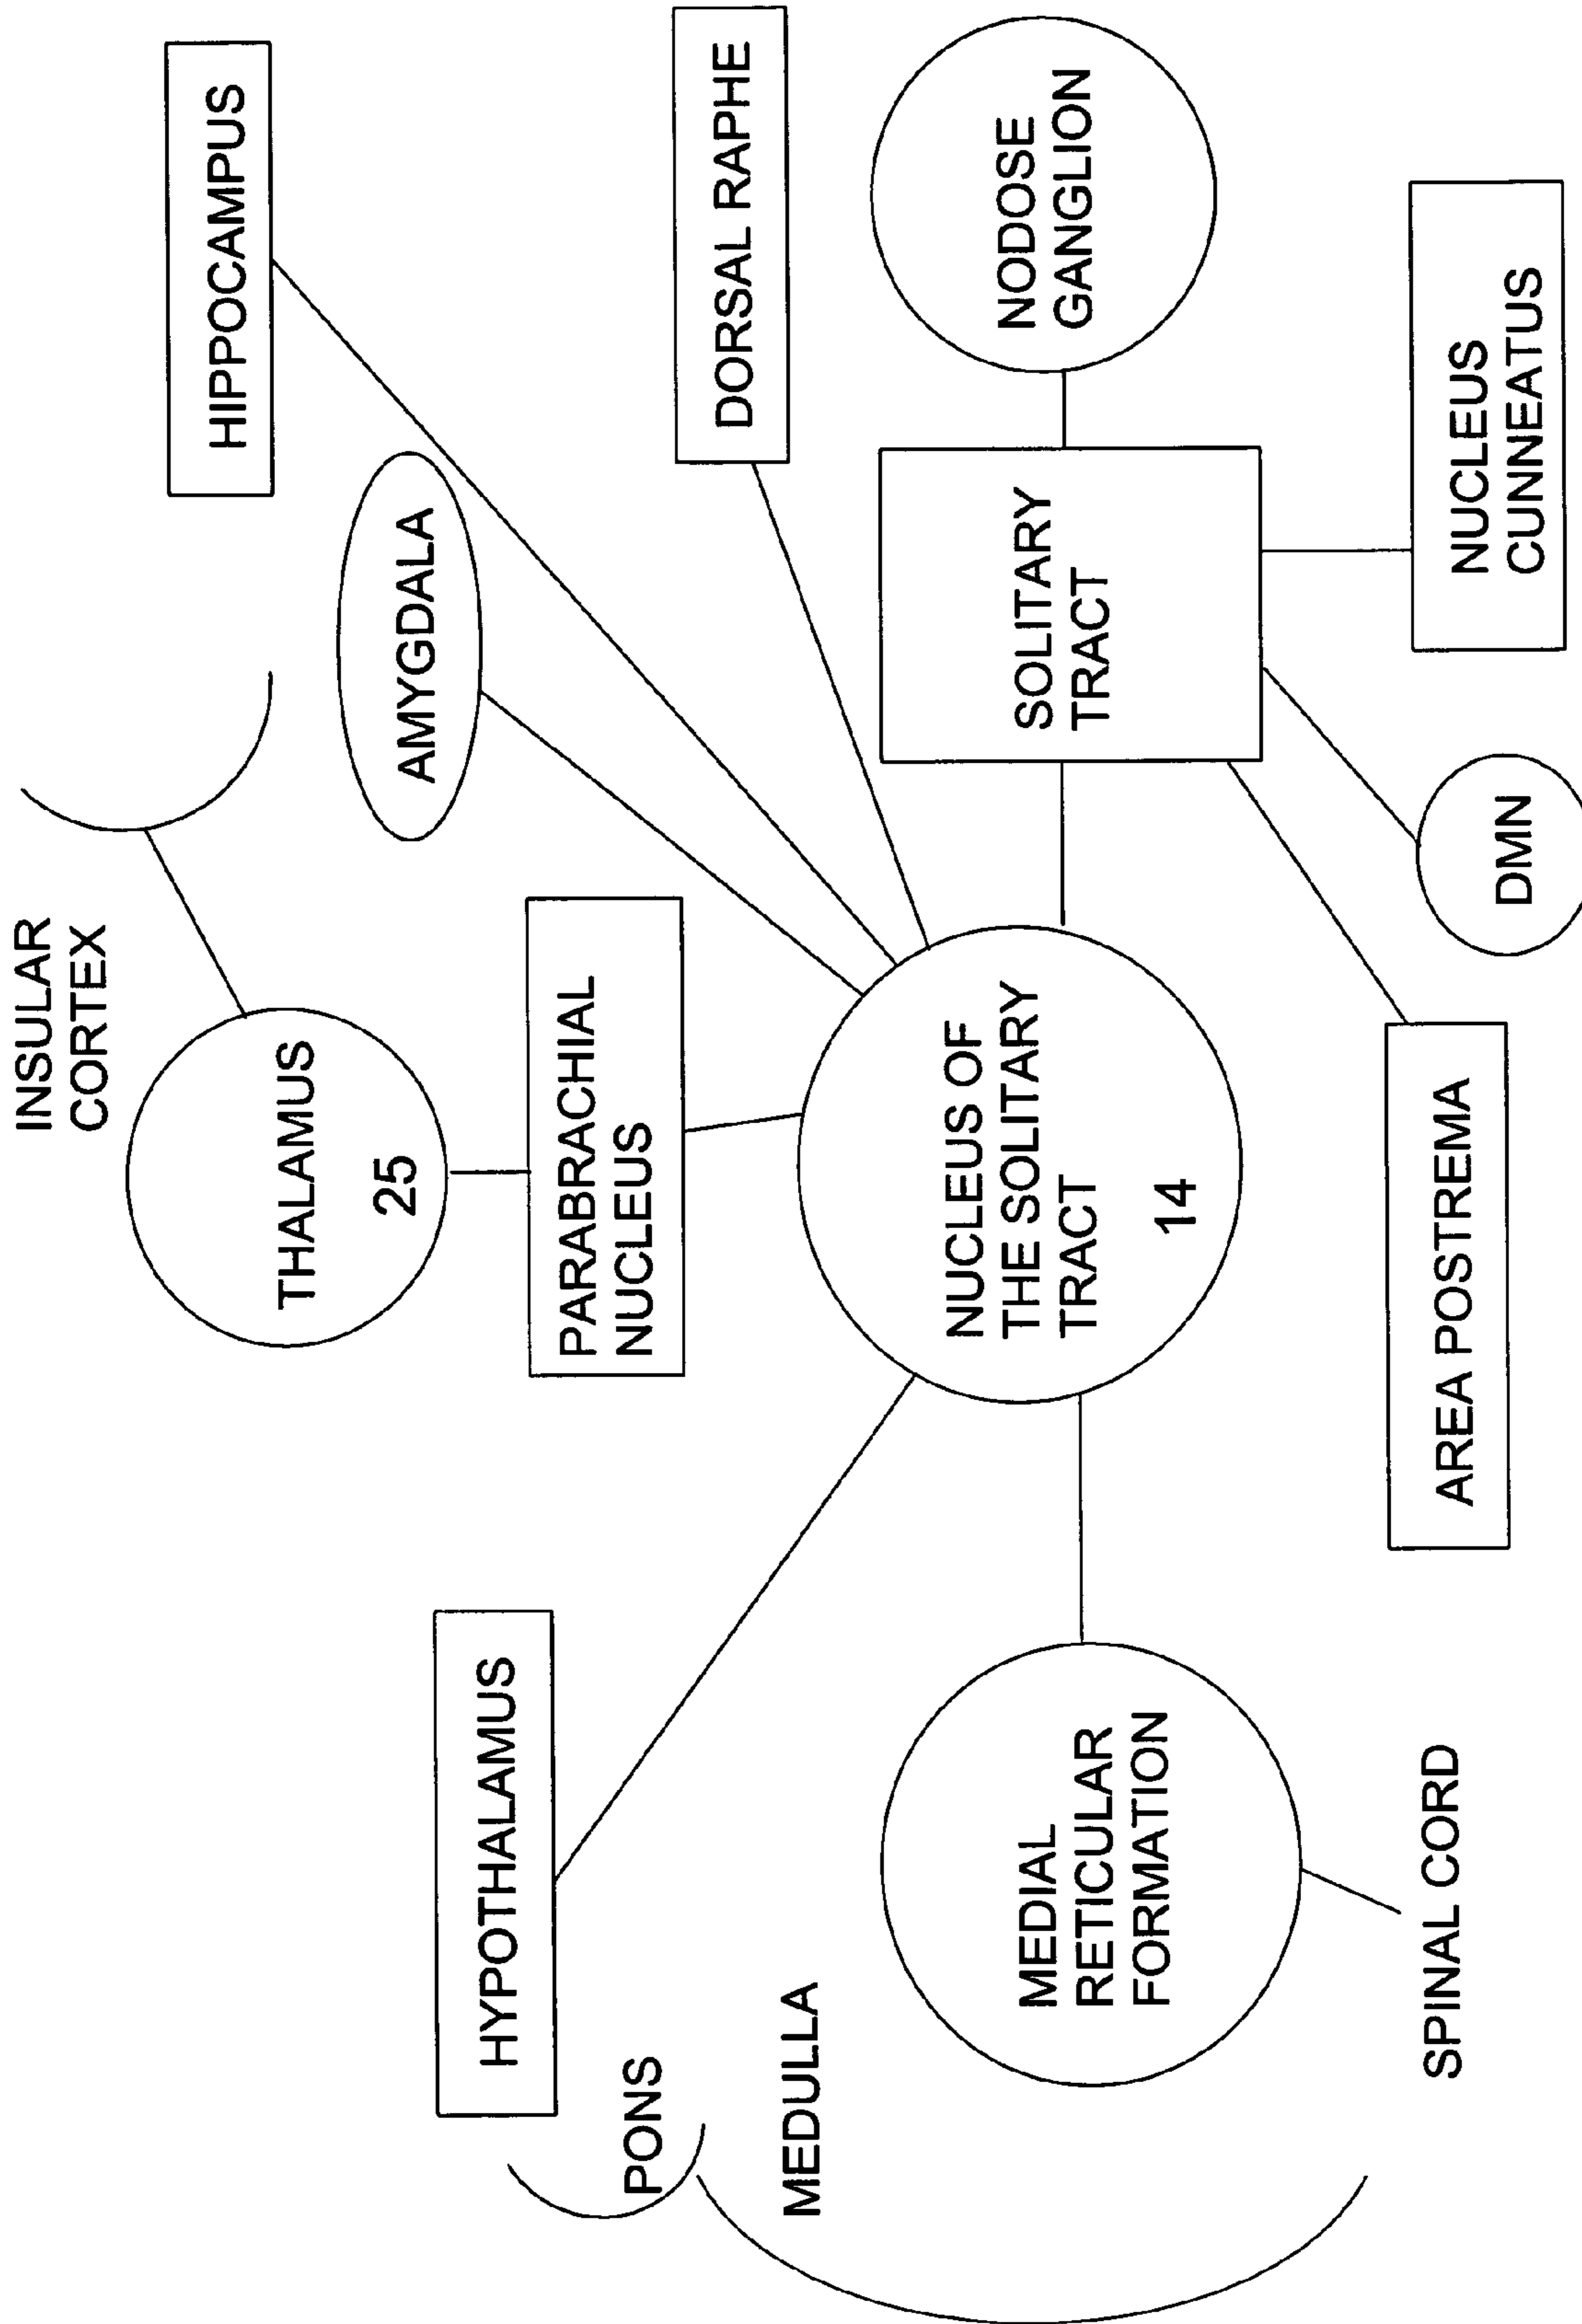 INSULAR
CORTEX
HIPPOCAMPUS
THALAMUS
25
AMYGDALA
HYPOTHALAMUS
PARABRACHIAL
NUCLEUS
PONS
DORSAL RAPHE
MEDULLA
NUCLEUS OF
THE SOLITARY
TRACT
14
SOLITARY
TRACT
NODOSE
GANGLION
MEDIAL
RETICULAR
FORMATION
SPINAL CORD
AREA POSTREMA
DMN
NUCLEUS
CUNNEATUS